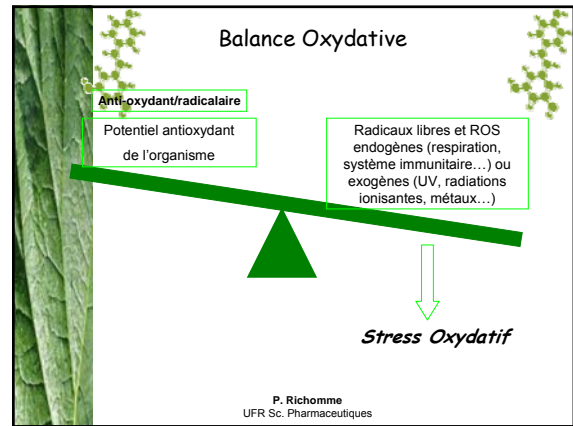 Balance Oxydative
Anti-oxydant/radicalaire
Potentiel antioxydant
de l'organisme
Radicaux libres et ROS
endogènes (respiration,
système immunitaire…) ou
exogènes (UV, radiations
ionisantes, métaux…)
Stress Oxydatif
P. Richomme
UFR Sc. Pharmaceutiques